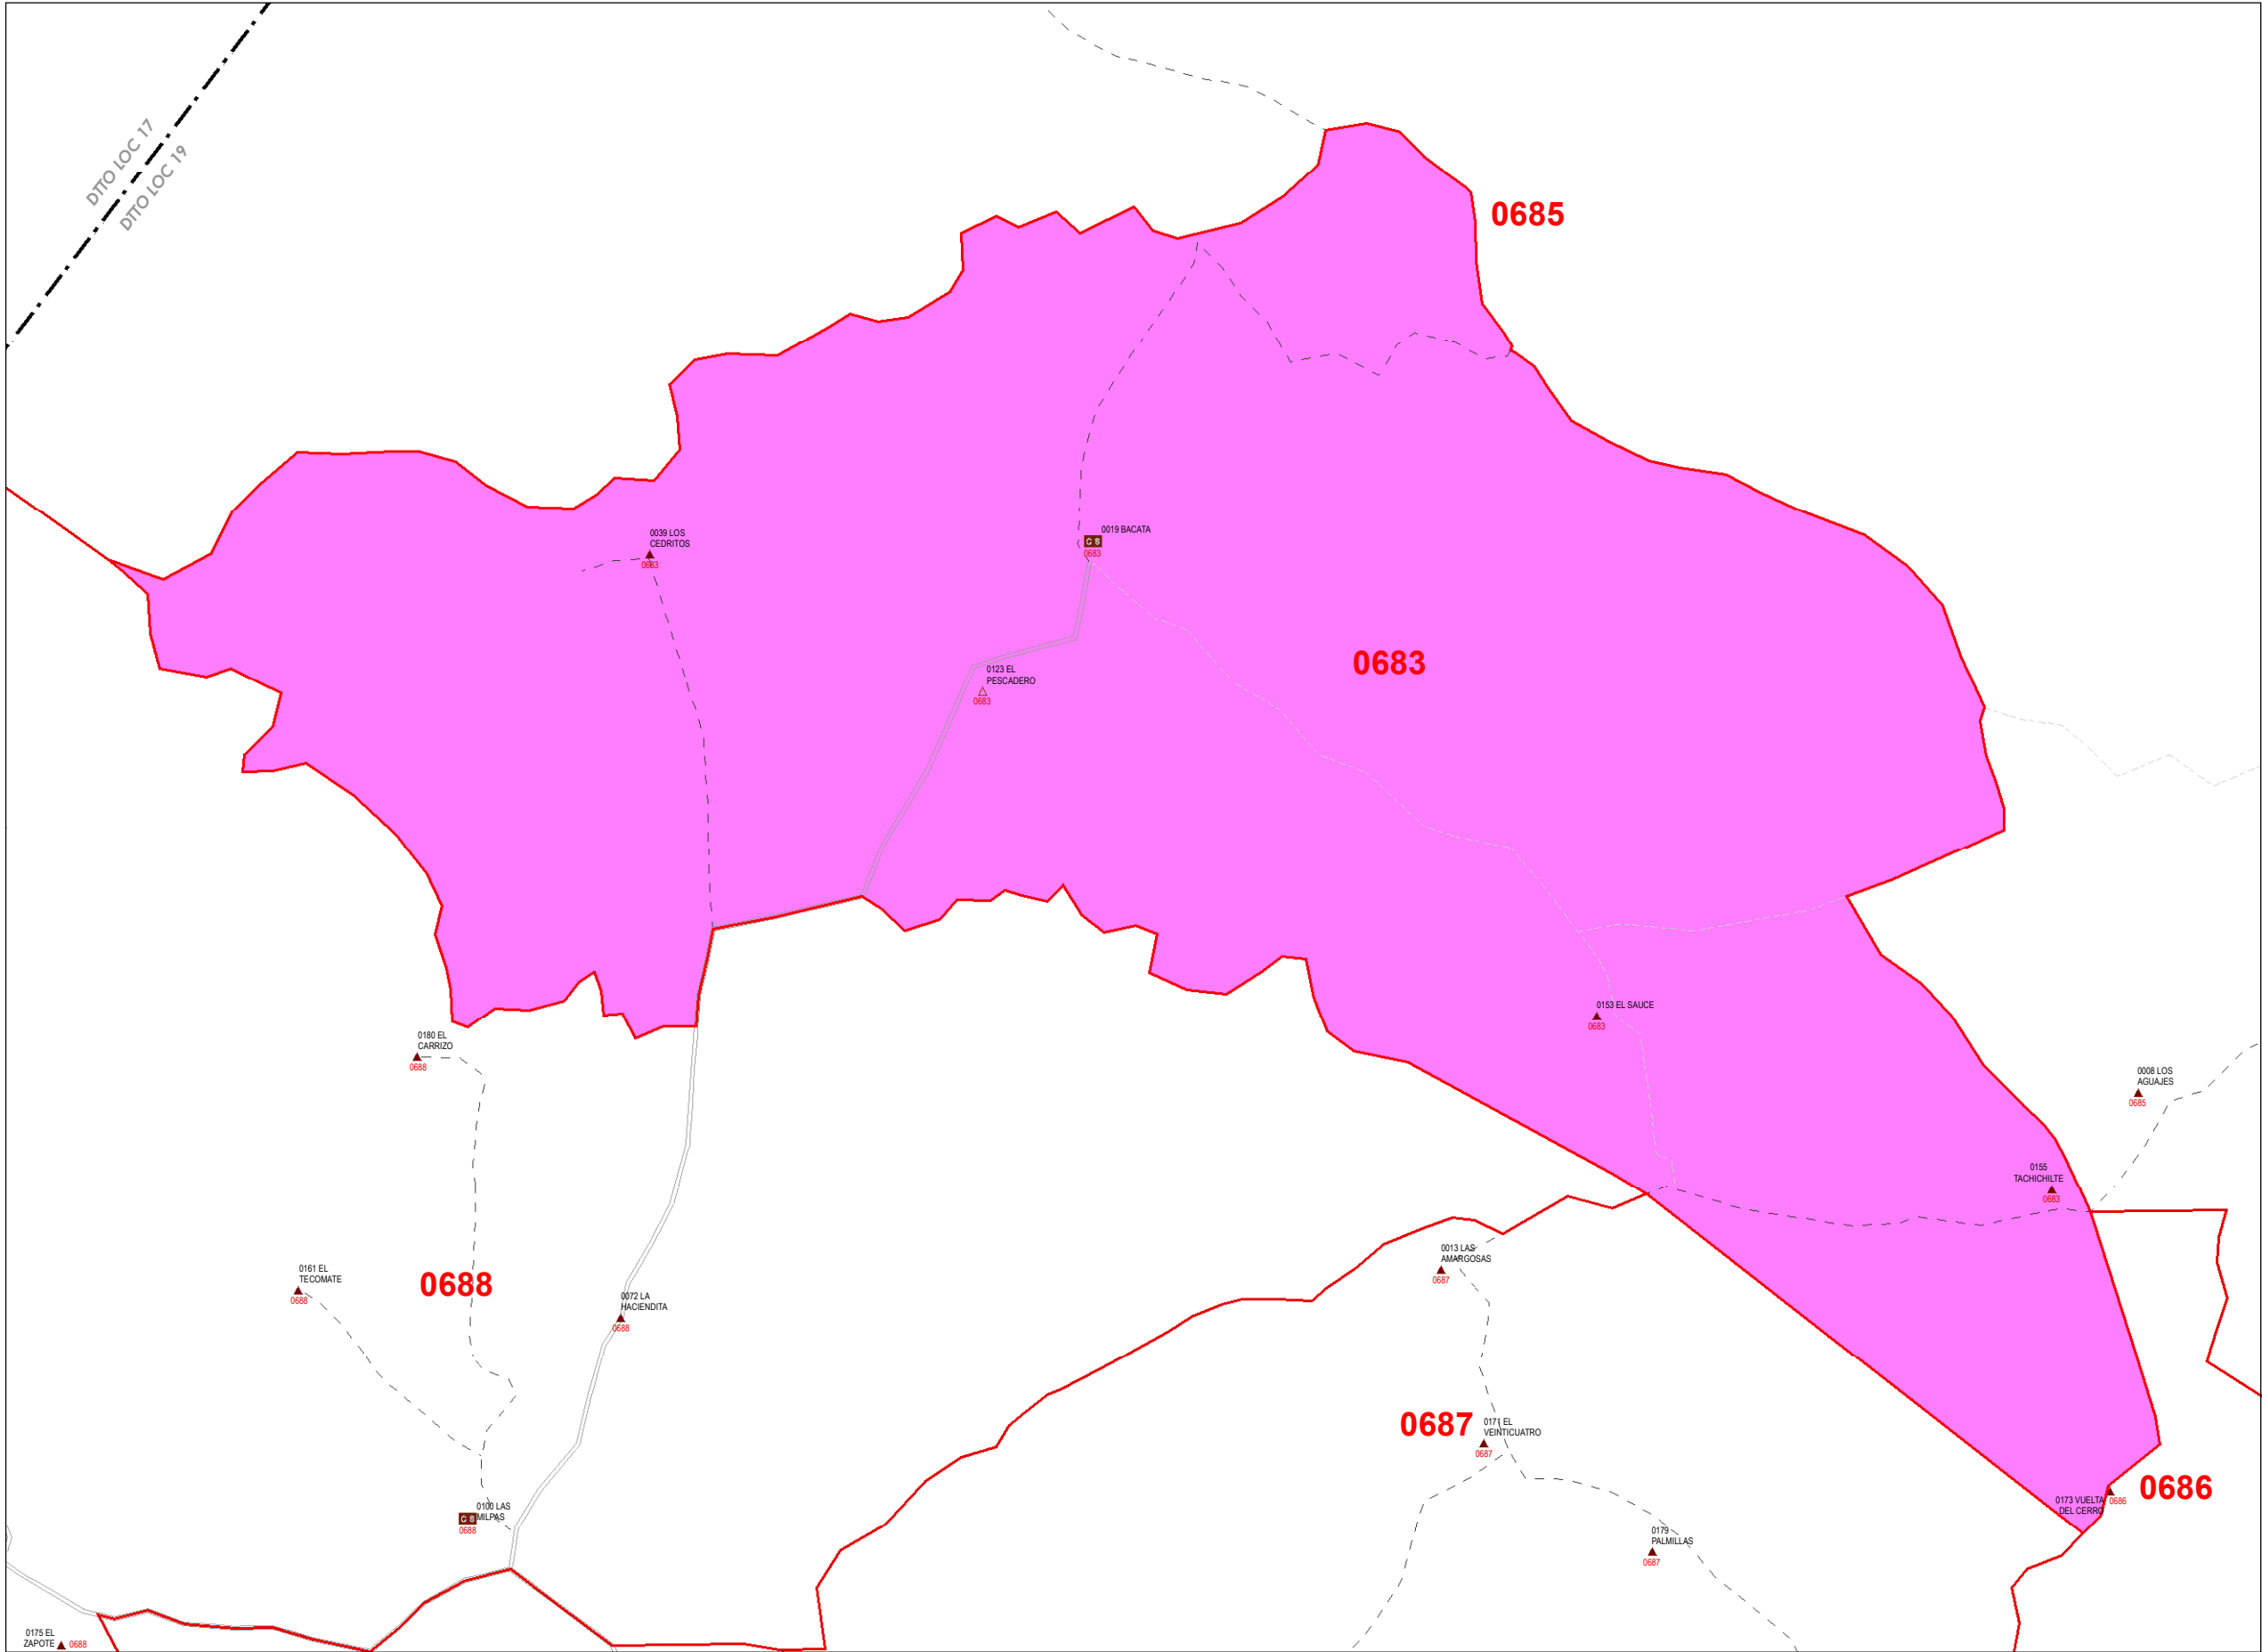 DTTO LOC 17
DTTO LOC 19
0685
0039 LOS
CEDRITOS
0683
0019 BACATA
C S
0683
0683
0123 EL
PESCADERO
0683
0153 EL SAUCE
0683
0180 EL
CARRIZO
0688
0008 LOS
AGUAJES
0685
0155
TACHICHILTE
0683
0013 LAS
AMARGOSAS
0687
0161 EL
TECOMATE
0688
0688
0072 LA
HACIENDITA
0688
0687
0171 EL
VEINTICUATRO
0687
0686
0173 VUELTA
DEL CERRO
0686
0100 LAS
MILPAS
C S
0688
0179
PALMILLAS
0687
0175 EL
ZAPOTE
0688